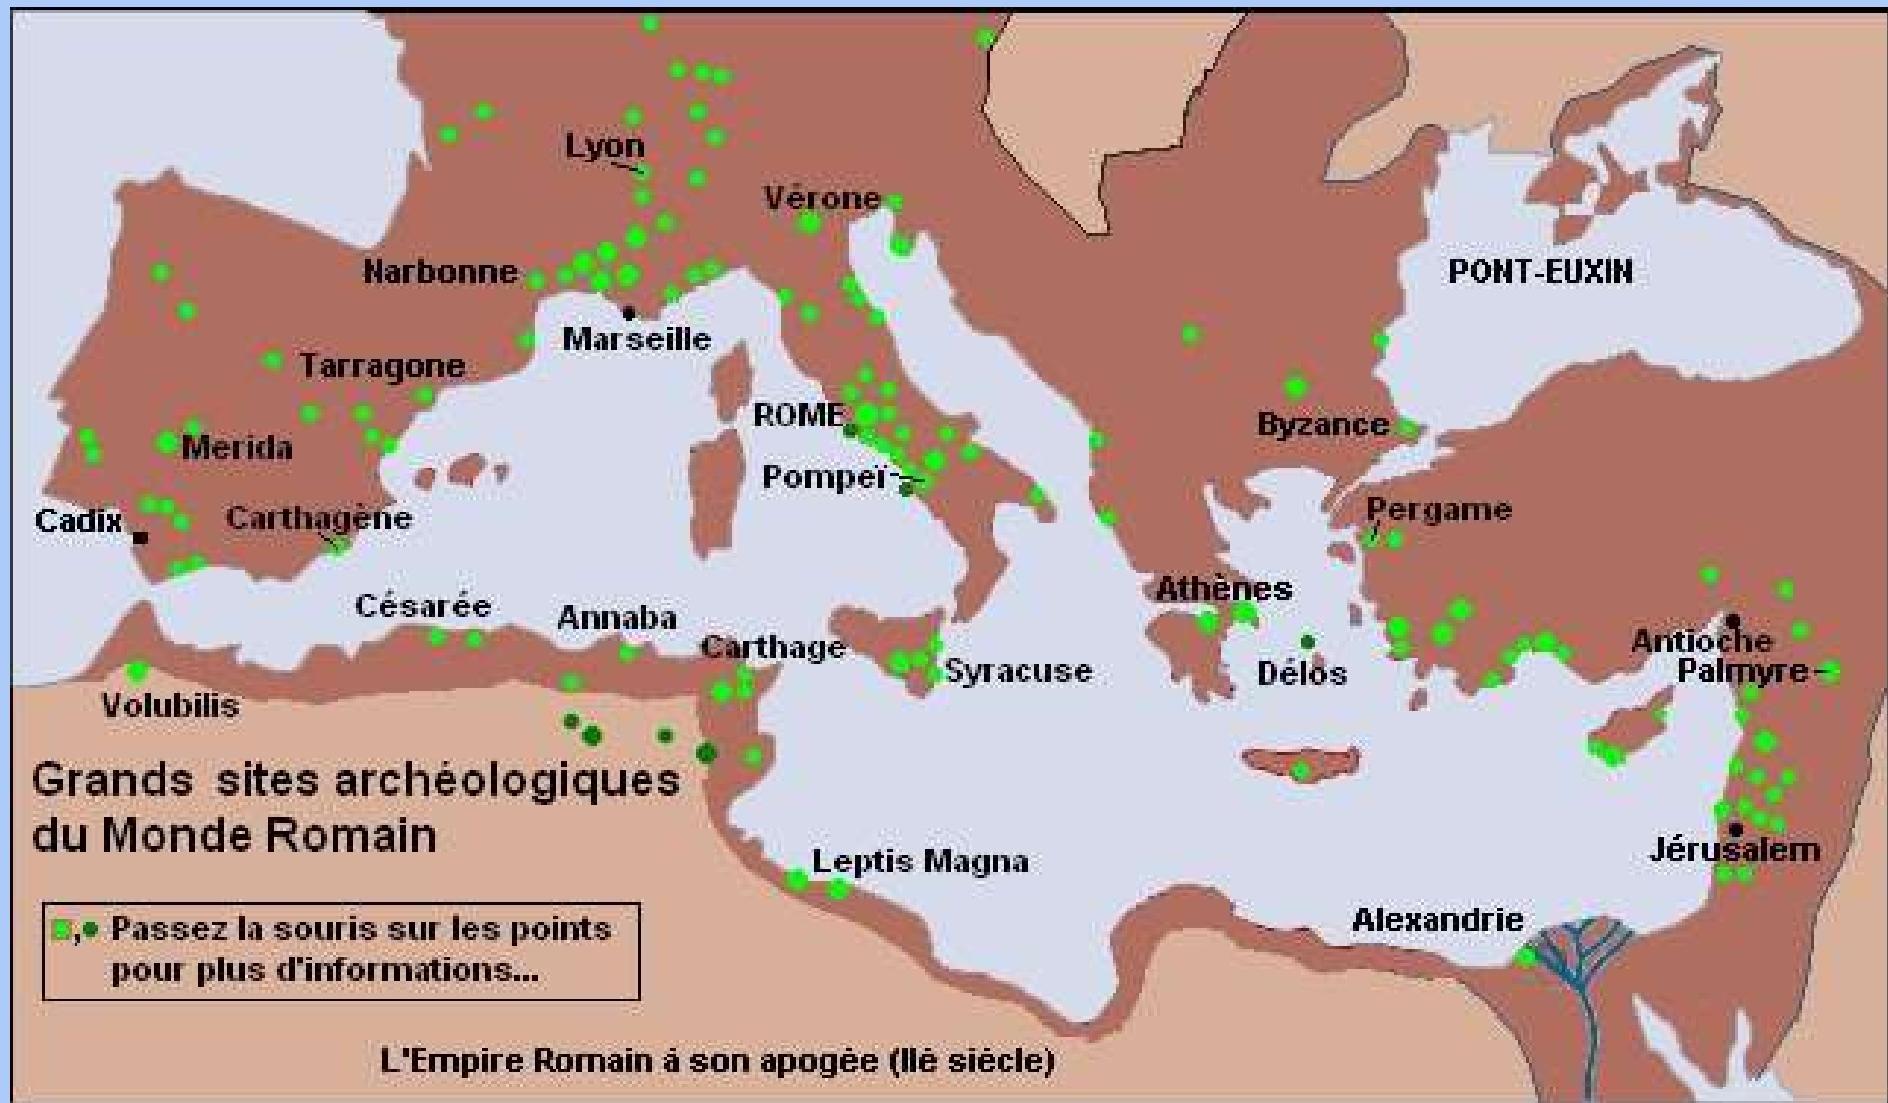 Lyon
Vérone
Narbonne
PONT-EUXIN
Marseille
Tarragone
ROME
Byzance
Merida
Pompeï
Cadix
Carthagène
Pergame
Athènes
Césarée
Annaba
Carthage
Antioche
Syracuse
Délos
Palmyre
Volubilis
Grands sites archéologiques
du Monde Romain
Leptis Magna
Jérusalem
Alexandrie
, Passez la souris sur les points
pour plus d'informations...
L'Empire Romain à son apogée (IIé siècle)